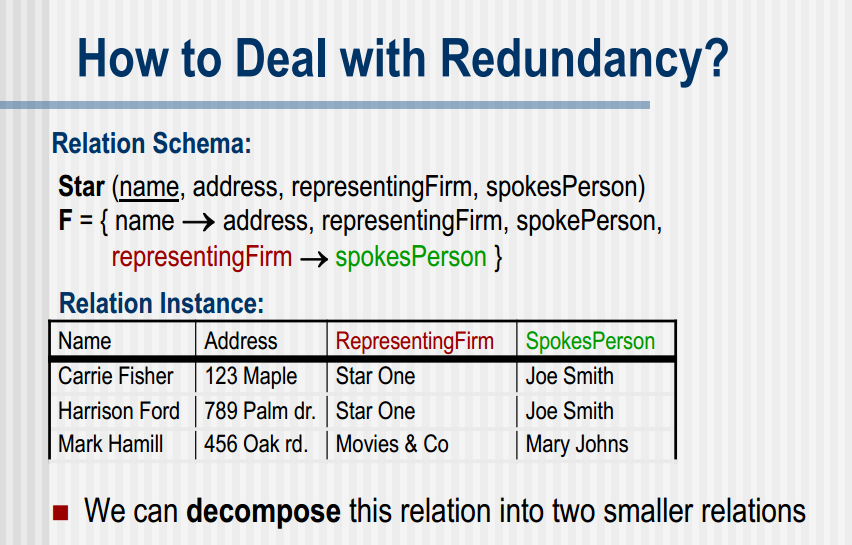 How to Deal with Redundancy?
Relation Schema:
Star (name, address, representingFirm, spokesPerson)
F = { name → address, representingFirm, spokePerson,
representingFirm → spokesPerson }
Relation Instance:
Name Address RepresentingFirm SpokesPerson
Carrie Fisher 123 Maple Star One Joe Smith
Harrison Ford 789 Palm dr. Star One Joe Smith
Mark Hamill 456 Oak rd. Movies & Co Mary Johns
We can decompose this relation into two smaller relations